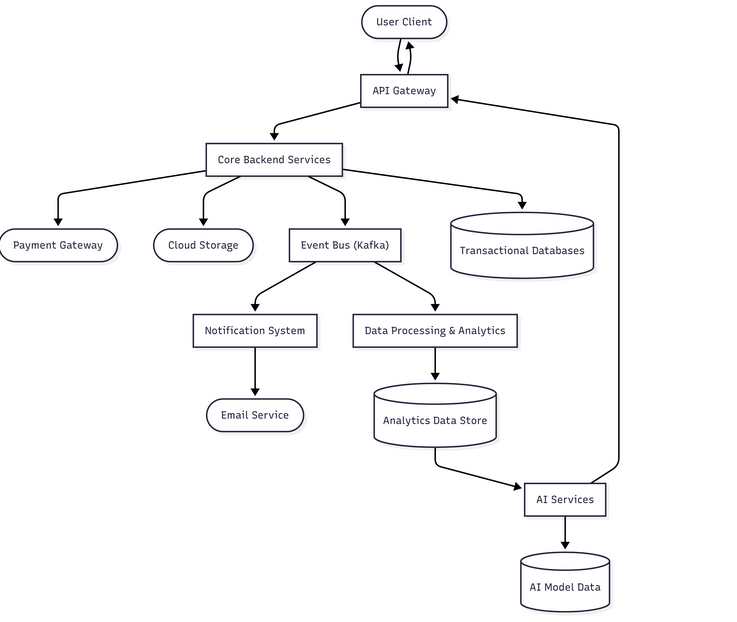 User Client
API Gateway
Core Backend Services
Payment Gateway
Cloud Storage
Event Bus (Kafka)
Transactional Databases
Notification System
Data Processing & Analytics
Email Service
Analytics Data Store
AI Services
AI Model Data